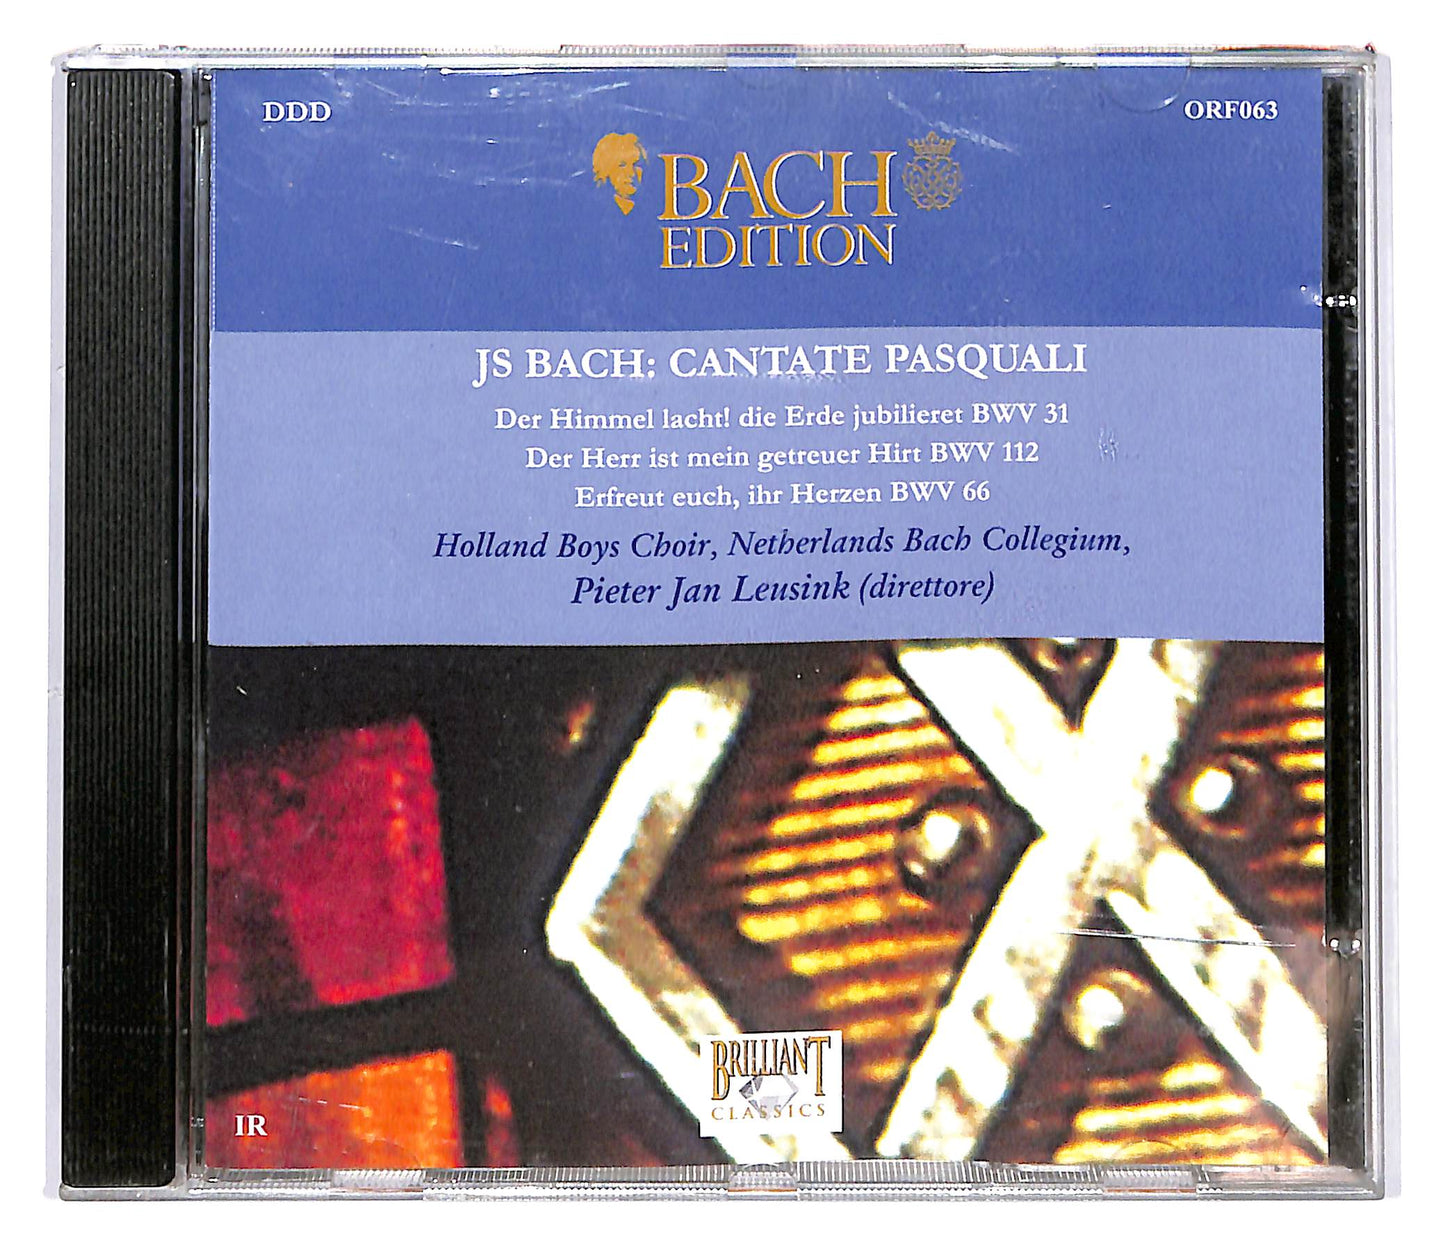 DDD
ORF063
BACH
EDITION
JS BACH: CANTATE PASQUALI
Der Himmel lacht! die Erde jubilieret BWV 31
Der Herr ist mein getreuer Hirt BWV 112
Erfreut euch, ihr Herzen BWV 66
Holland Boys Choir, Netherlands Bach Collegium,
Pieter Jan Leusink (direttore)
BRILLIANT
CLASSICS
IR